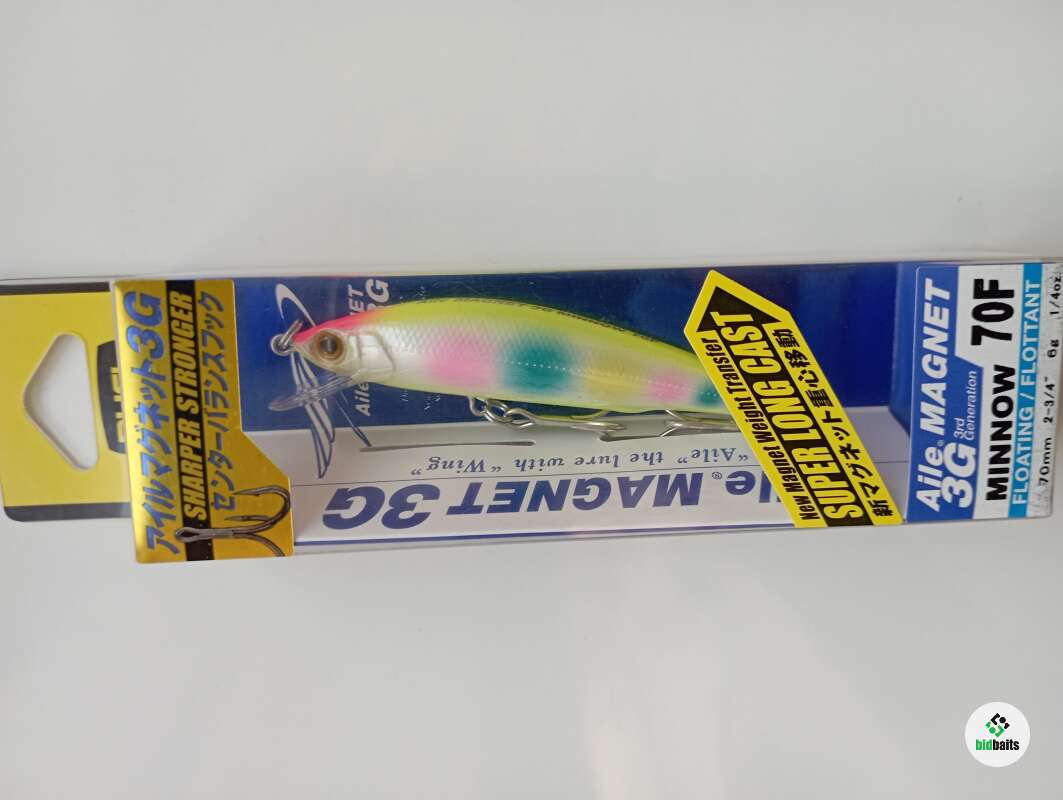 アイルマグネット3G
SHARPER STRONGER
センターバランスフック
NET
3G
Aile
"Aile" the lure with "Wing"
le® MAGNET 3G
New Magnet Weight Transfer
SUPER LONG CAST
新マグネット重心移動
Aile® MAGNET
3G 3rd Generation
MINNOW 70F
FLOATING / FLOTTANT
70mm 2-3/4" 6g 1/4oz.
bidbaits